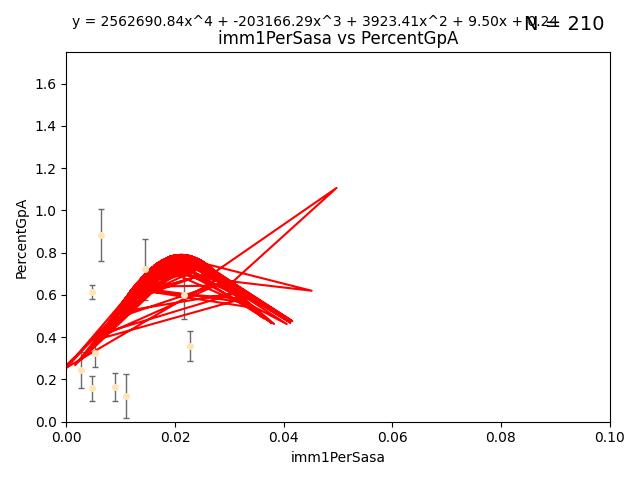 y = 2562690.84x^4 + -203166.29x^3 + 3923.41x^2 + 9.50x + 0.24
N = 210
imm1PerSasa vs PercentGpA
PercentGpA
1.6
1.4
1.2
1.0
0.8
0.6
0.4
0.2
0.0
0.00 0.02 0.04 0.06 0.08 0.10
imm1PerSasa